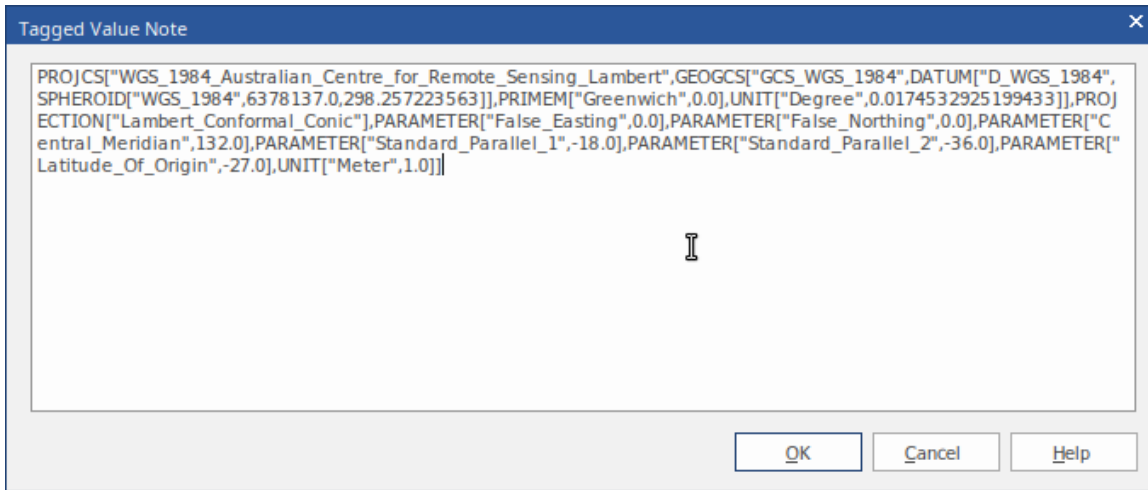 Tagged Value Note
PROJCS["WGS_1984_Australian_Centre_for_Remote_Sensing_Lambert",GEOGCS["GCS_WGS_1984",DATUM["D_WGS_1984",
SPHEROID["WGS_1984",6378137.0,298.257223563]],PRIMEM["Greenwich",0.0],UNIT["Degree",0.0174532925199433]],PROJ
ECTION["Lambert_Conformal_Conic"],PARAMETER["False_Easting",0.0],PARAMETER["False_Northing",0.0],PARAMETER["C
entral_Meridian",132.0],PARAMETER["Standard_Parallel_1",-18.0],PARAMETER["Standard_Parallel_2",-36.0],PARAMETER["
Latitude_Of_Origin",-27.0],UNIT["Meter",1.0]]
OK Cancel Help